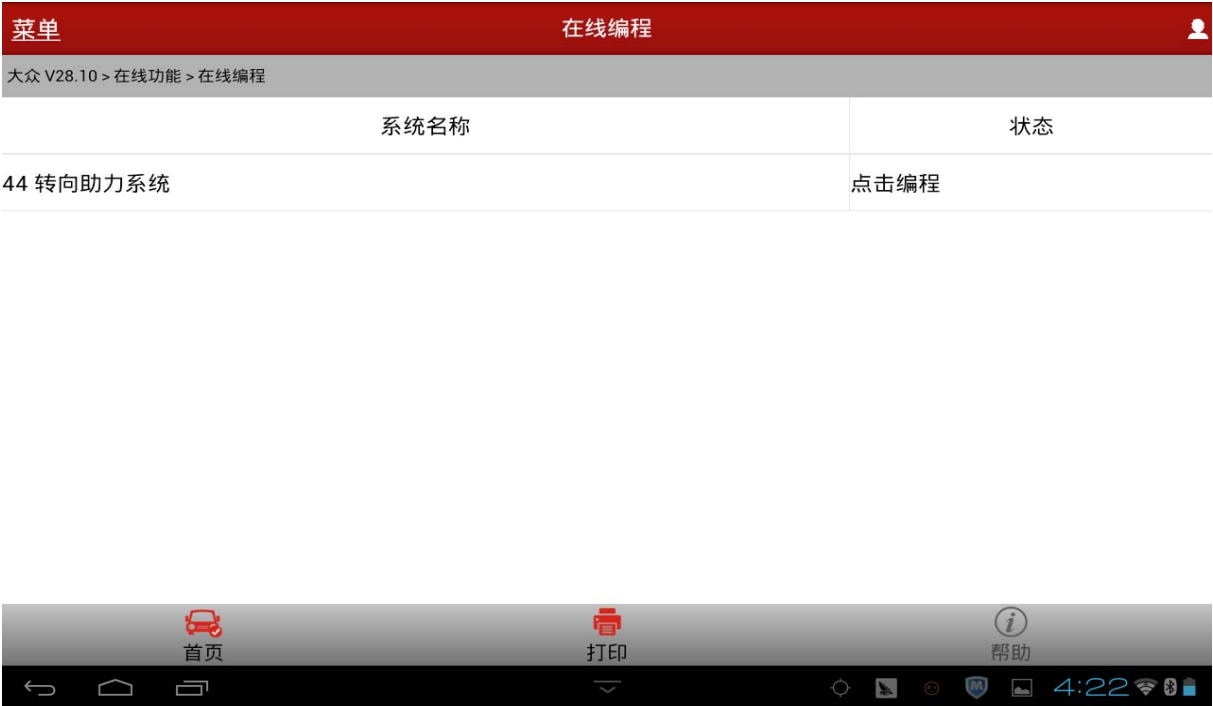 菜单 在线编程
大众 V28.10 > 在线功能 > 在线编程
系统名称 状态
44 转向助力系统 点击编程
首页 打印 帮助
4:22